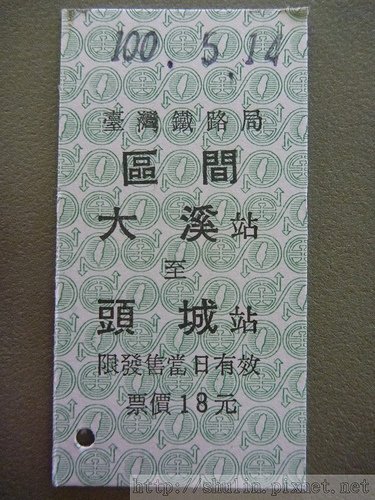 100.5.14
臺灣鐵路局
區間
大溪站
至
頭城站
限發售當日有效
票價18元
http://shulin.pixnet.net